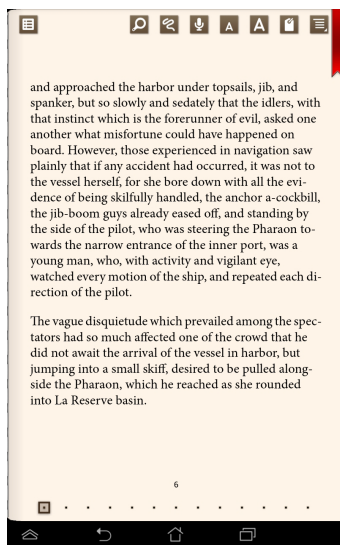 A A
and approached the harbor under topsails, jib, and
spanker, but so slowly and sedately that the idlers, with
that instinct which is the forerunner of evil, asked one
another what misfortune could have happened on
board. However, those experienced in navigation saw
plainly that if any accident had occurred, it was not to
the vessel herself, for she bore down with all the evi-
dence of being skilfully handled, the anchor a-cockbill,
the jib-boom guys already eased off, and standing by
the side of the pilot, who was steering the Pharaon to-
wards the narrow entrance of the inner port, was a
young man, who, with activity and vigilant eye,
watched every motion of the ship, and repeated each di-
rection of the pilot.
The vague disquietude which prevailed among the spec-
tators had so much affected one of the crowd that he
did not await the arrival of the vessel in harbor, but
jumping into a small skiff, desired to be pulled along-
side the Pharaon, which he reached as she rounded
into La Reserve basin.
6